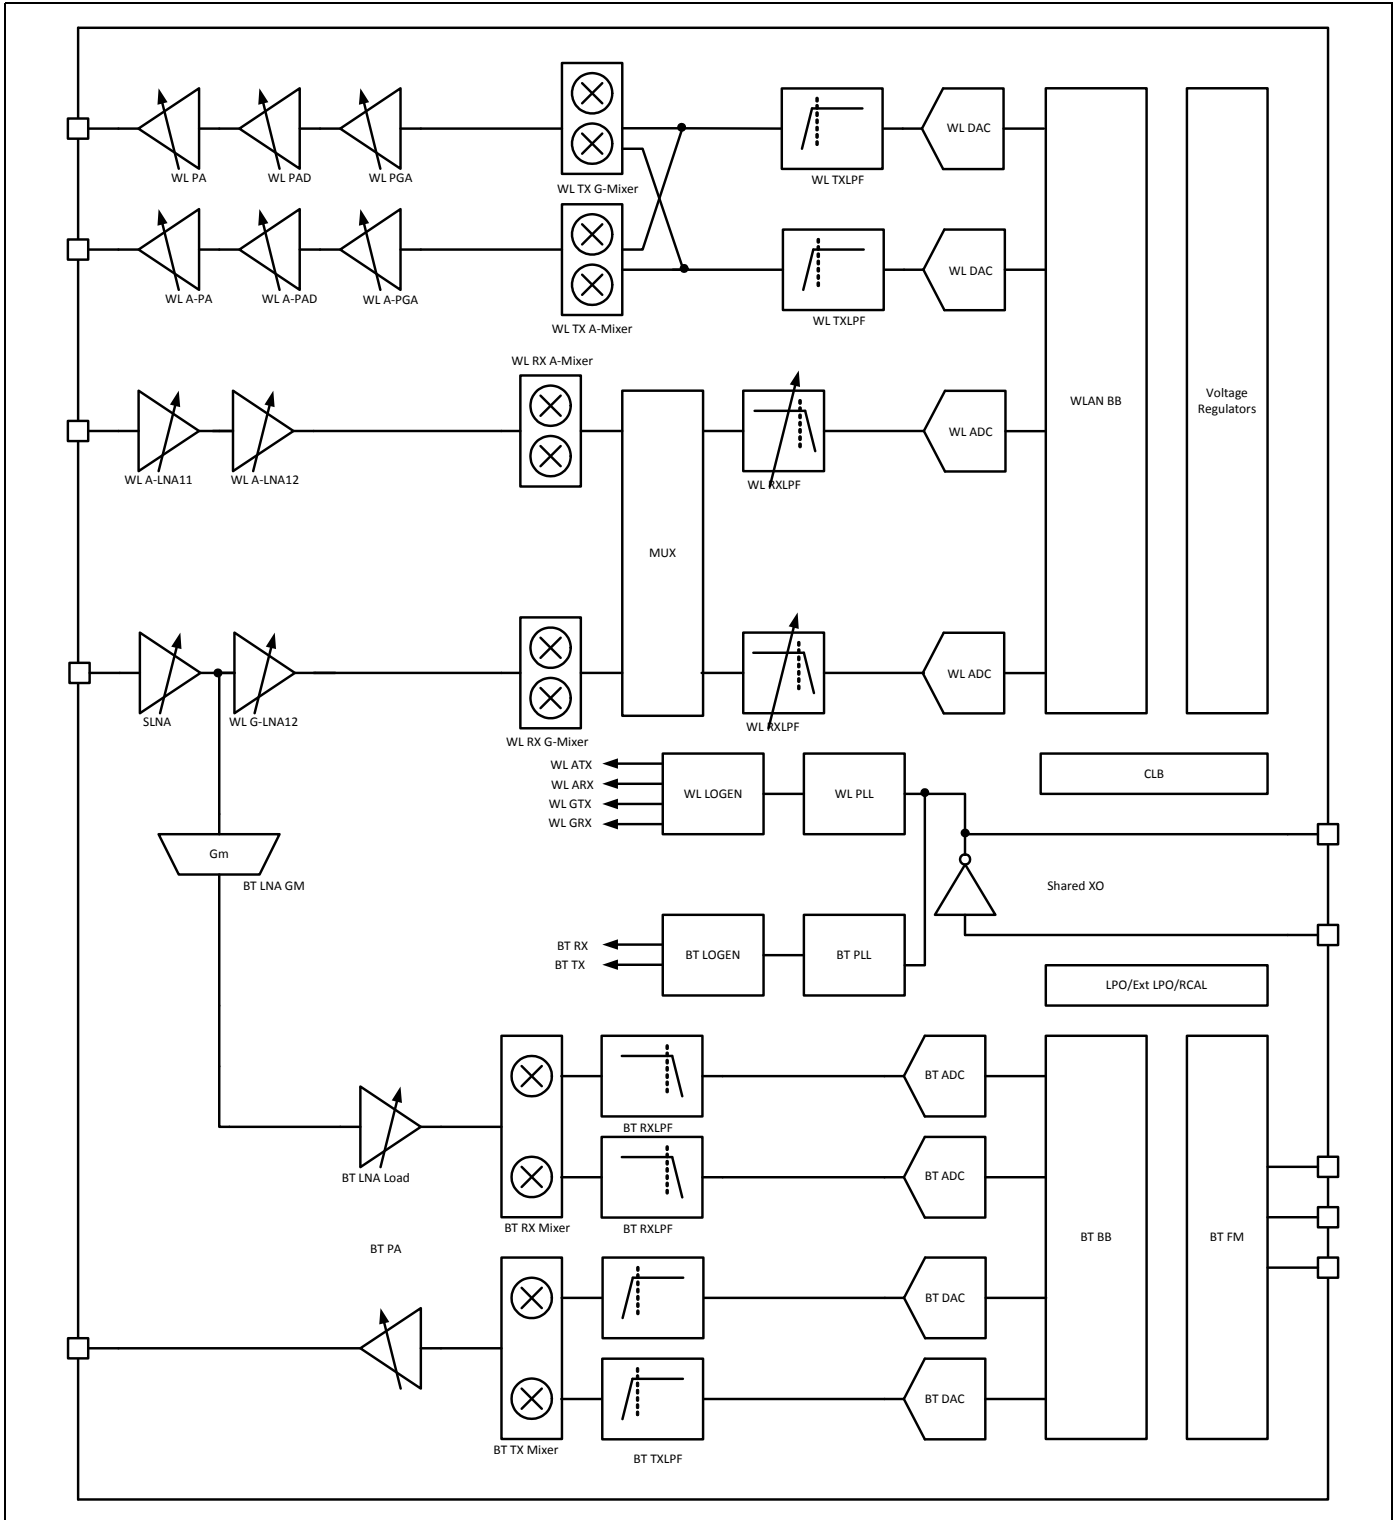 WL DAC
WL PA
WL PAD
WL PGA
WL TXLPF
WL TX G-Mixer
WL DAC
WL A-PA
WL A-PAD
WL A-PGA
WL TXLPF
WL TX A-Mixer
WL RX A-Mixer
WLAN BB
Voltage
Regulators
WL ADC
WL A-LNA11
WL A-LNA12
WL RXLPF
MUX
WL ADC
SLNA
WL G-LNA12
WL RXLPF
WL RX G-Mixer
WL ATX
WL ARX
WL GTX
WL GRX
WL LOGEN
WL PLL
CLB
Gm
BT LNA GM
Shared XO
BT RX
BT TX
BT LOGEN
BT PLL
LPO/Ext LPO/RCAL
BT ADC
BT RXLPF
BT LNA Load
BT ADC
BT RX Mixer
BT RXLPF
BT PA
BT BB
BT FM
BT DAC
BT DAC
BT TX Mixer
BT TXLPF